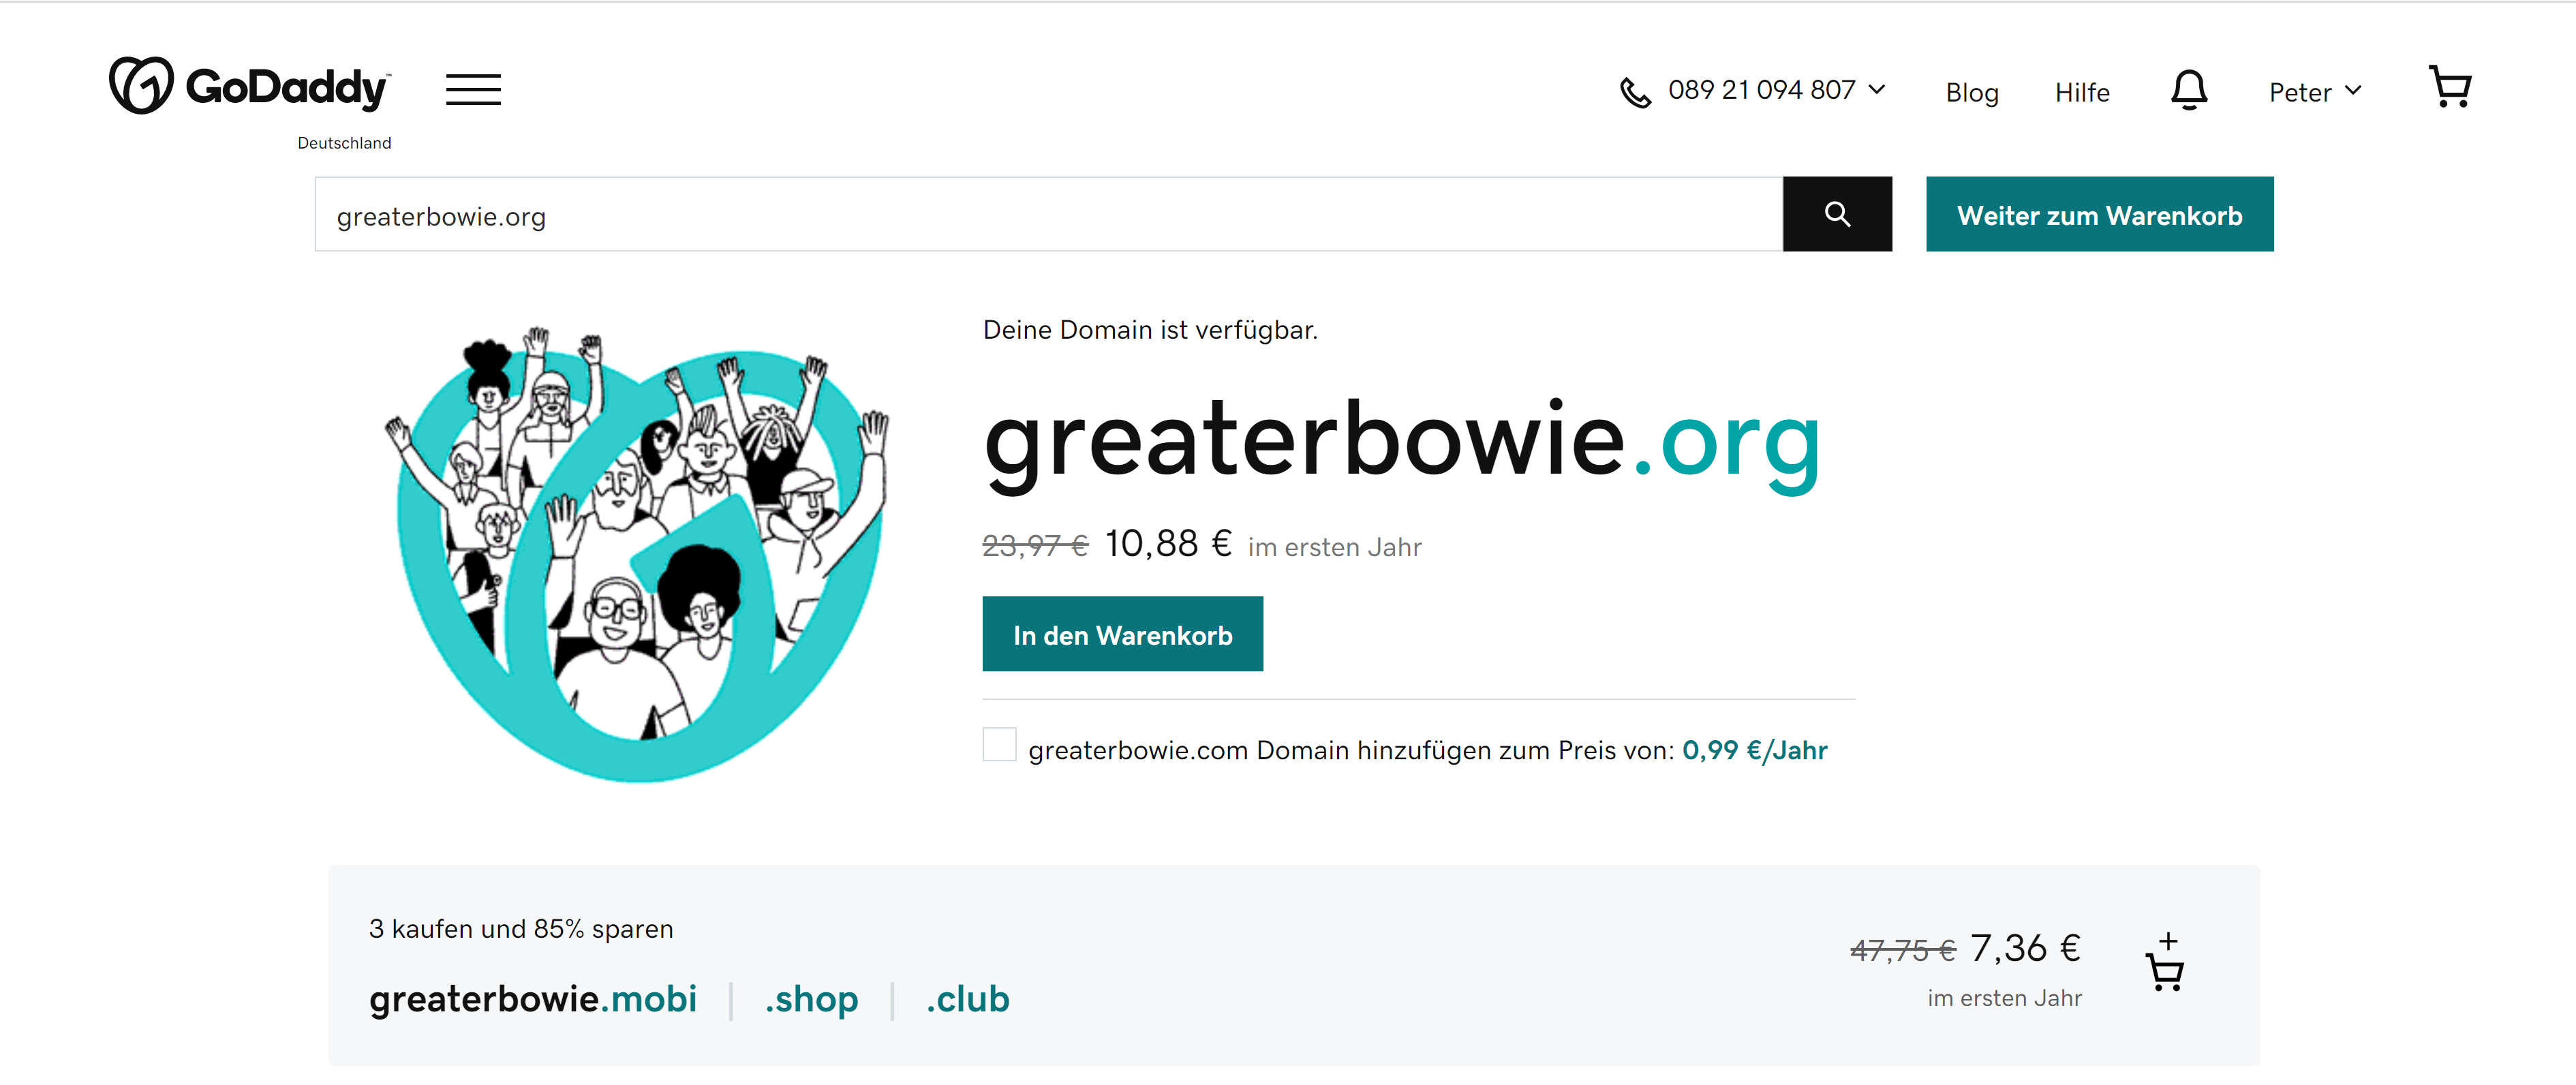 GoDaddy™
Deutschland
089 21 094 807
Blog
Hilfe
Peter
greaterbowie.org
Weiter zum Warenkorb
Deine Domain ist verfügbar.
greaterbowie.org
23,97 € 10,88 € im ersten Jahr
In den Warenkorb
greaterbowie.com Domain hinzufügen zum Preis von: 0,99 €/Jahr
3 kaufen und 85% sparen
greaterbowie.mobi | .shop | .club
47,75 € 7,36 €
im ersten Jahr